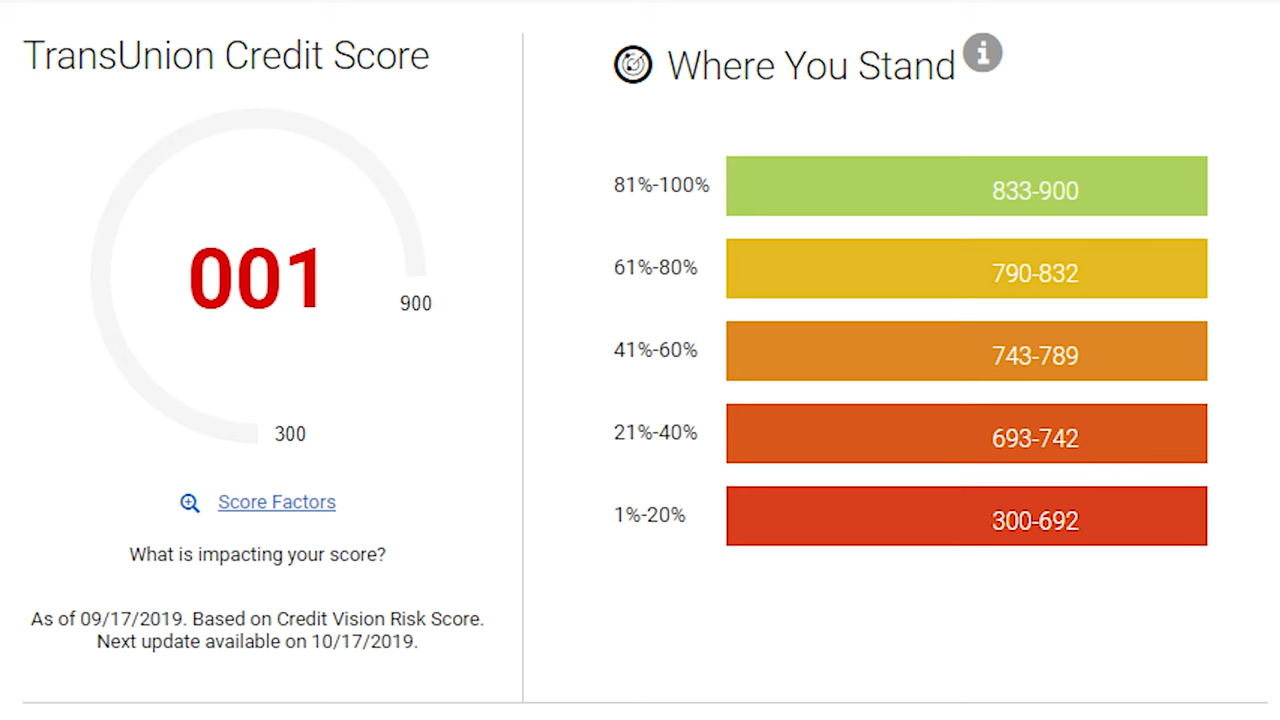 TransUnion Credit Score
001
900
300
Score Factors
What is impacting your score?
As of 09/17/2019. Based on Credit Vision Risk Score.
Next update available on 10/17/2019.
Where You Stand
81%-100% 833-900
61%-80% 790-832
41%-60% 743-789
21%-40% 693-742
1%-20% 300-692